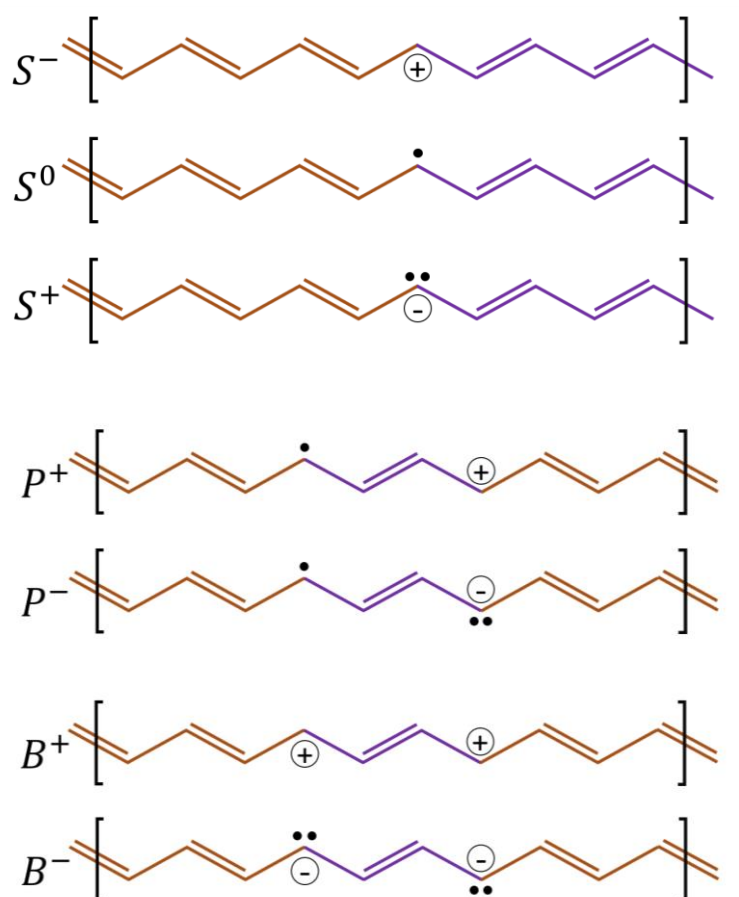 S⁻ +
S⁰
S⁺ -
P⁺ +
P⁻ -
B⁺ + +
B⁻ - -